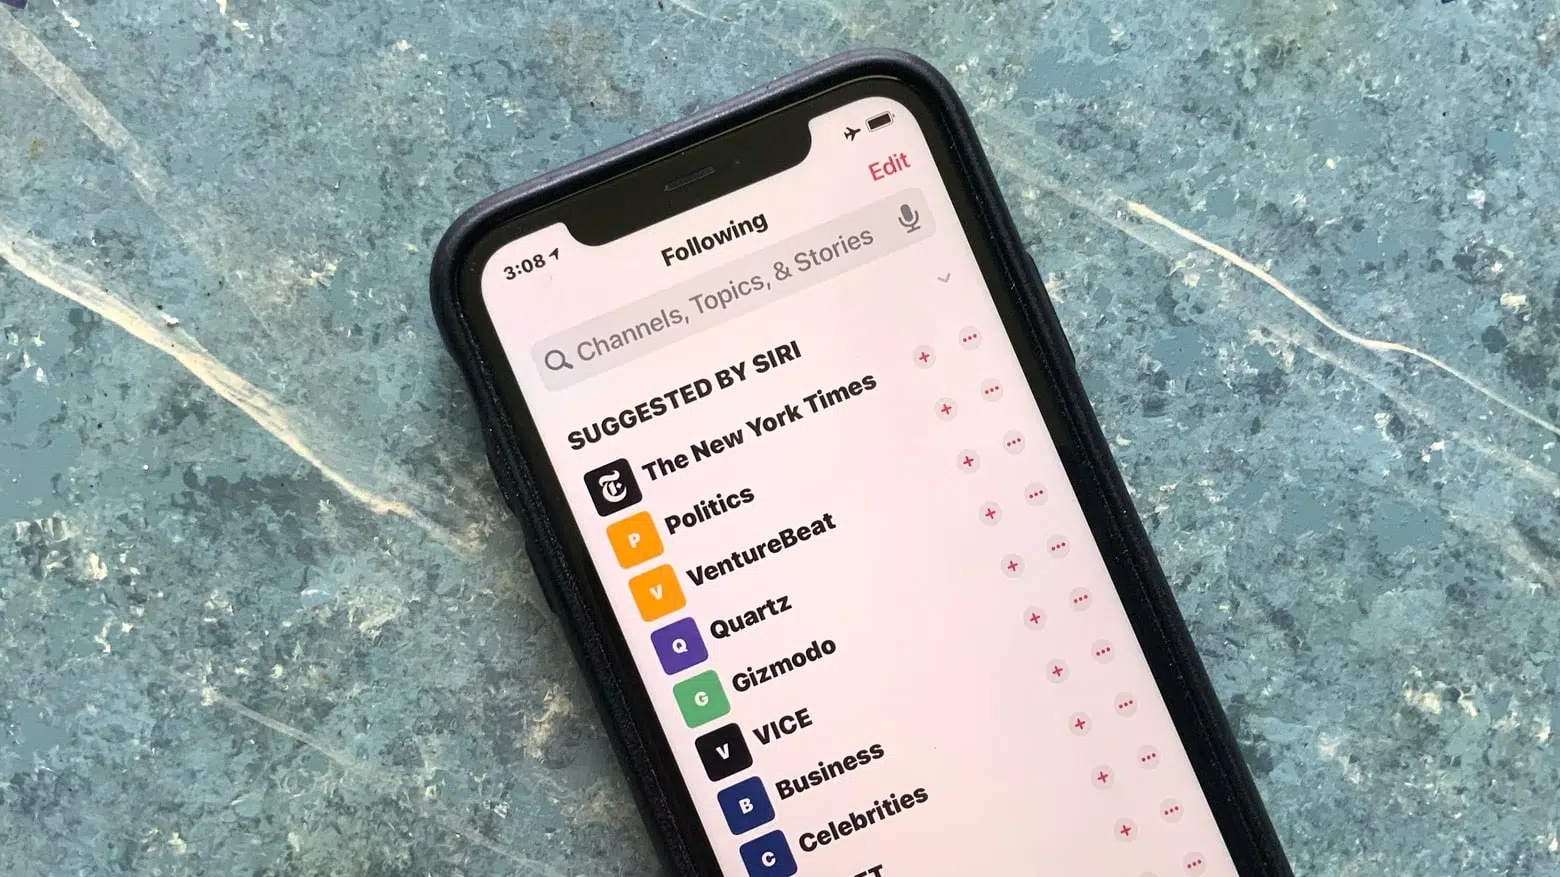 3:08
Following
Edit
Channels, Topics, & Stories
SUGGESTED BY SIRI
The New York Times
P Politics
V VentureBeat
Q Quartz
G Gizmodo
V VICE
B Business
C Celebrities